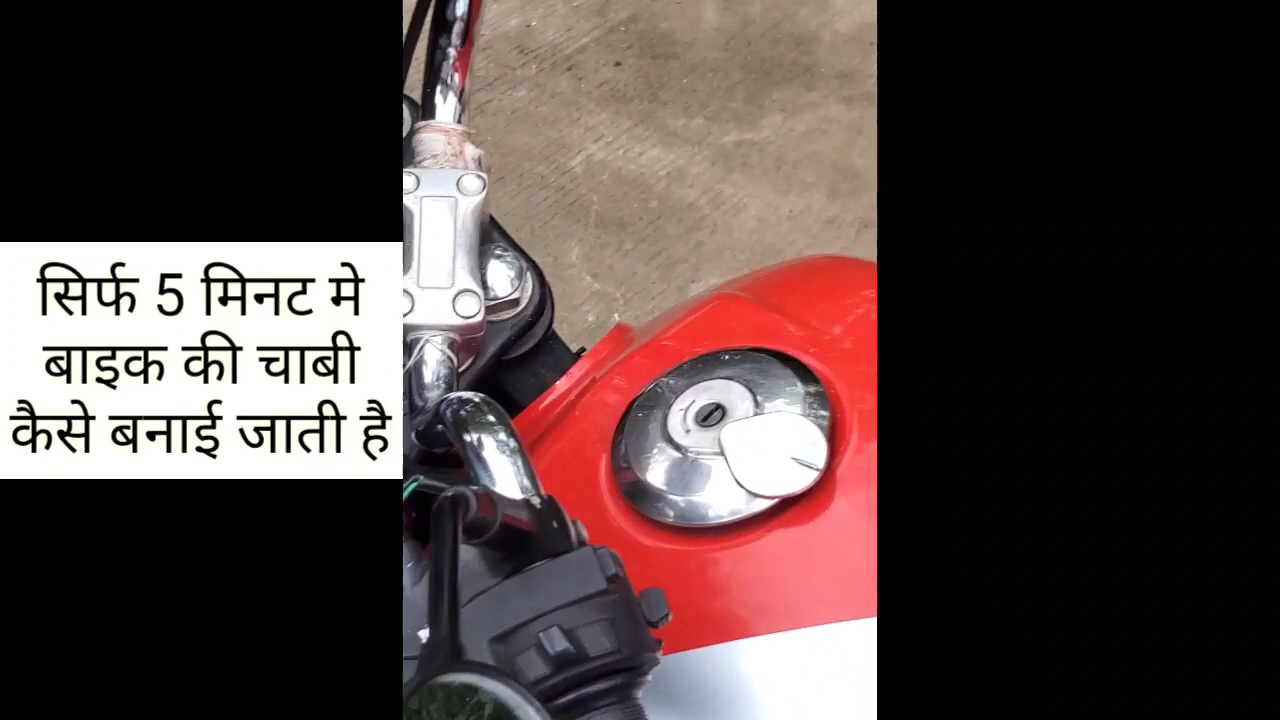 सिर्फ 5 मिनट मे
बाइक की चाबी
कैसे बनाई जाती है